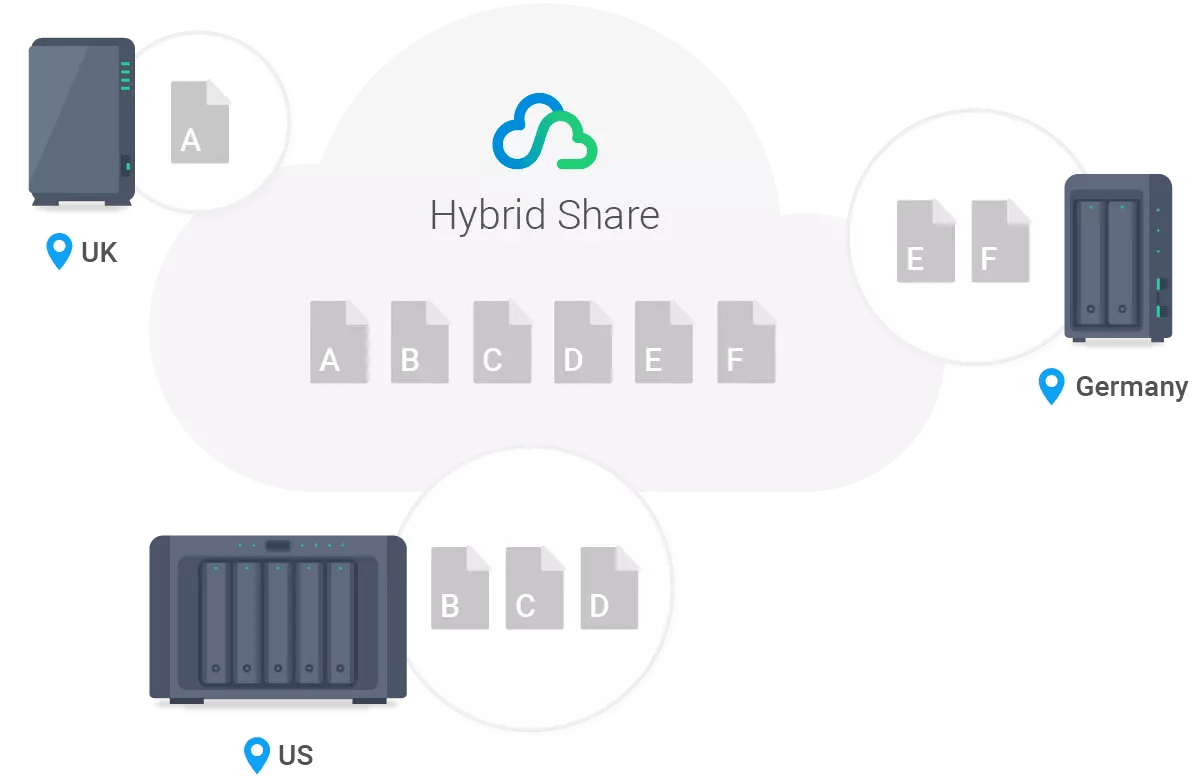 A
UK
Hybrid Share
E F
A B C D E F
Germany
B C D
US